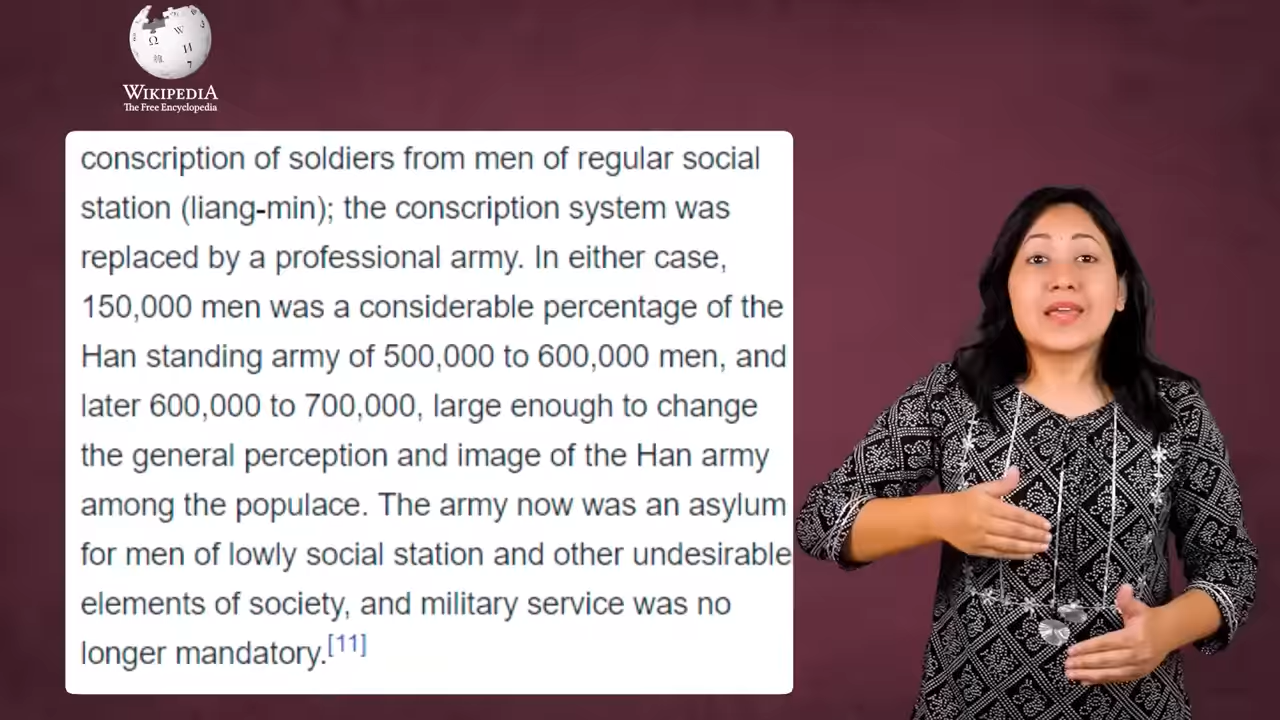 WIKIPEDIA
The Free Encyclopedia
conscription of soldiers from men of regular social
station (liang-min); the conscription system was
replaced by a professional army. In either case,
150,000 men was a considerable percentage of the
Han standing army of 500,000 to 600,000 men, and
later 600,000 to 700,000, large enough to change
the general perception and image of the Han army
among the populace. The army now was an asylum
for men of lowly social station and other undesirable
elements of society, and military service was no
longer mandatory.[11]